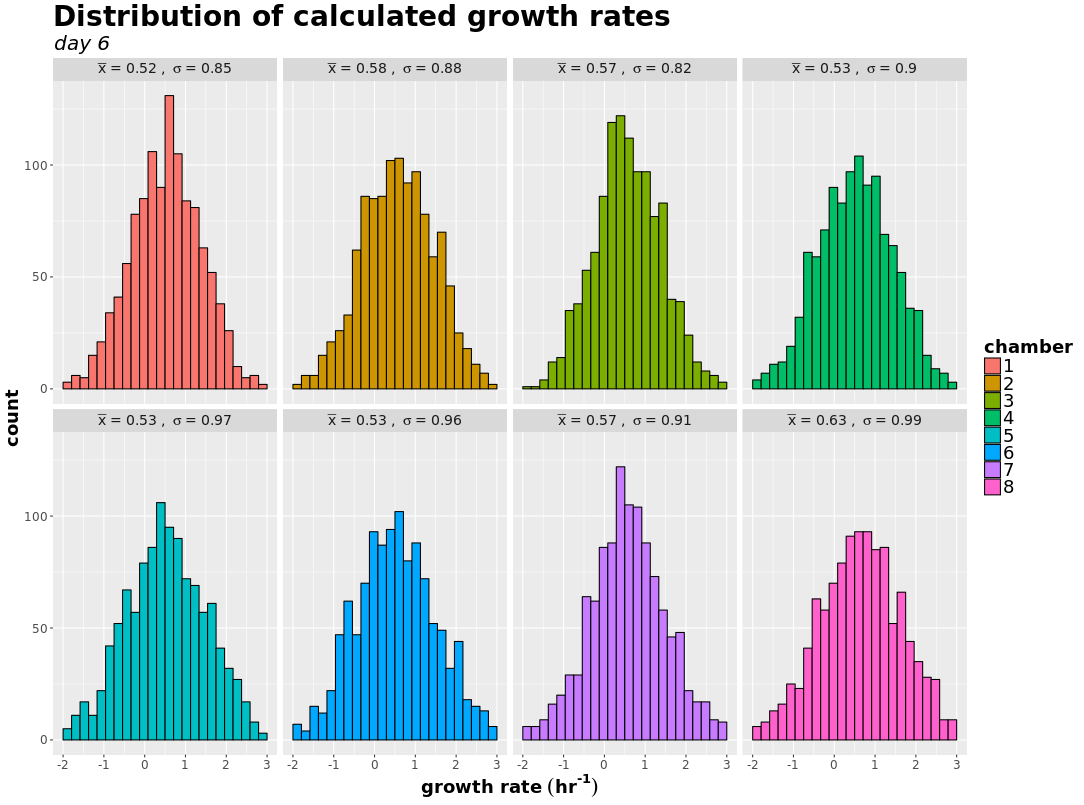 Distribution of calculated growth rates
day 6
x̅ = 0.52 , σ = 0.85
x̅ = 0.58 , σ = 0.88
x̅ = 0.57 , σ = 0.82
x̅ = 0.53 , σ = 0.9
100
50
0
x̅ = 0.53 , σ = 0.97
x̅ = 0.53 , σ = 0.96
x̅ = 0.57 , σ = 0.91
x̅ = 0.63 , σ = 0.99
100
50
0
-2 -1 0 1 2 3
-2 -1 0 1 2 3
-2 -1 0 1 2 3
-2 -1 0 1 2 3
count
growth rate (hr⁻¹)
chamber
1
2
3
4
5
6
7
8